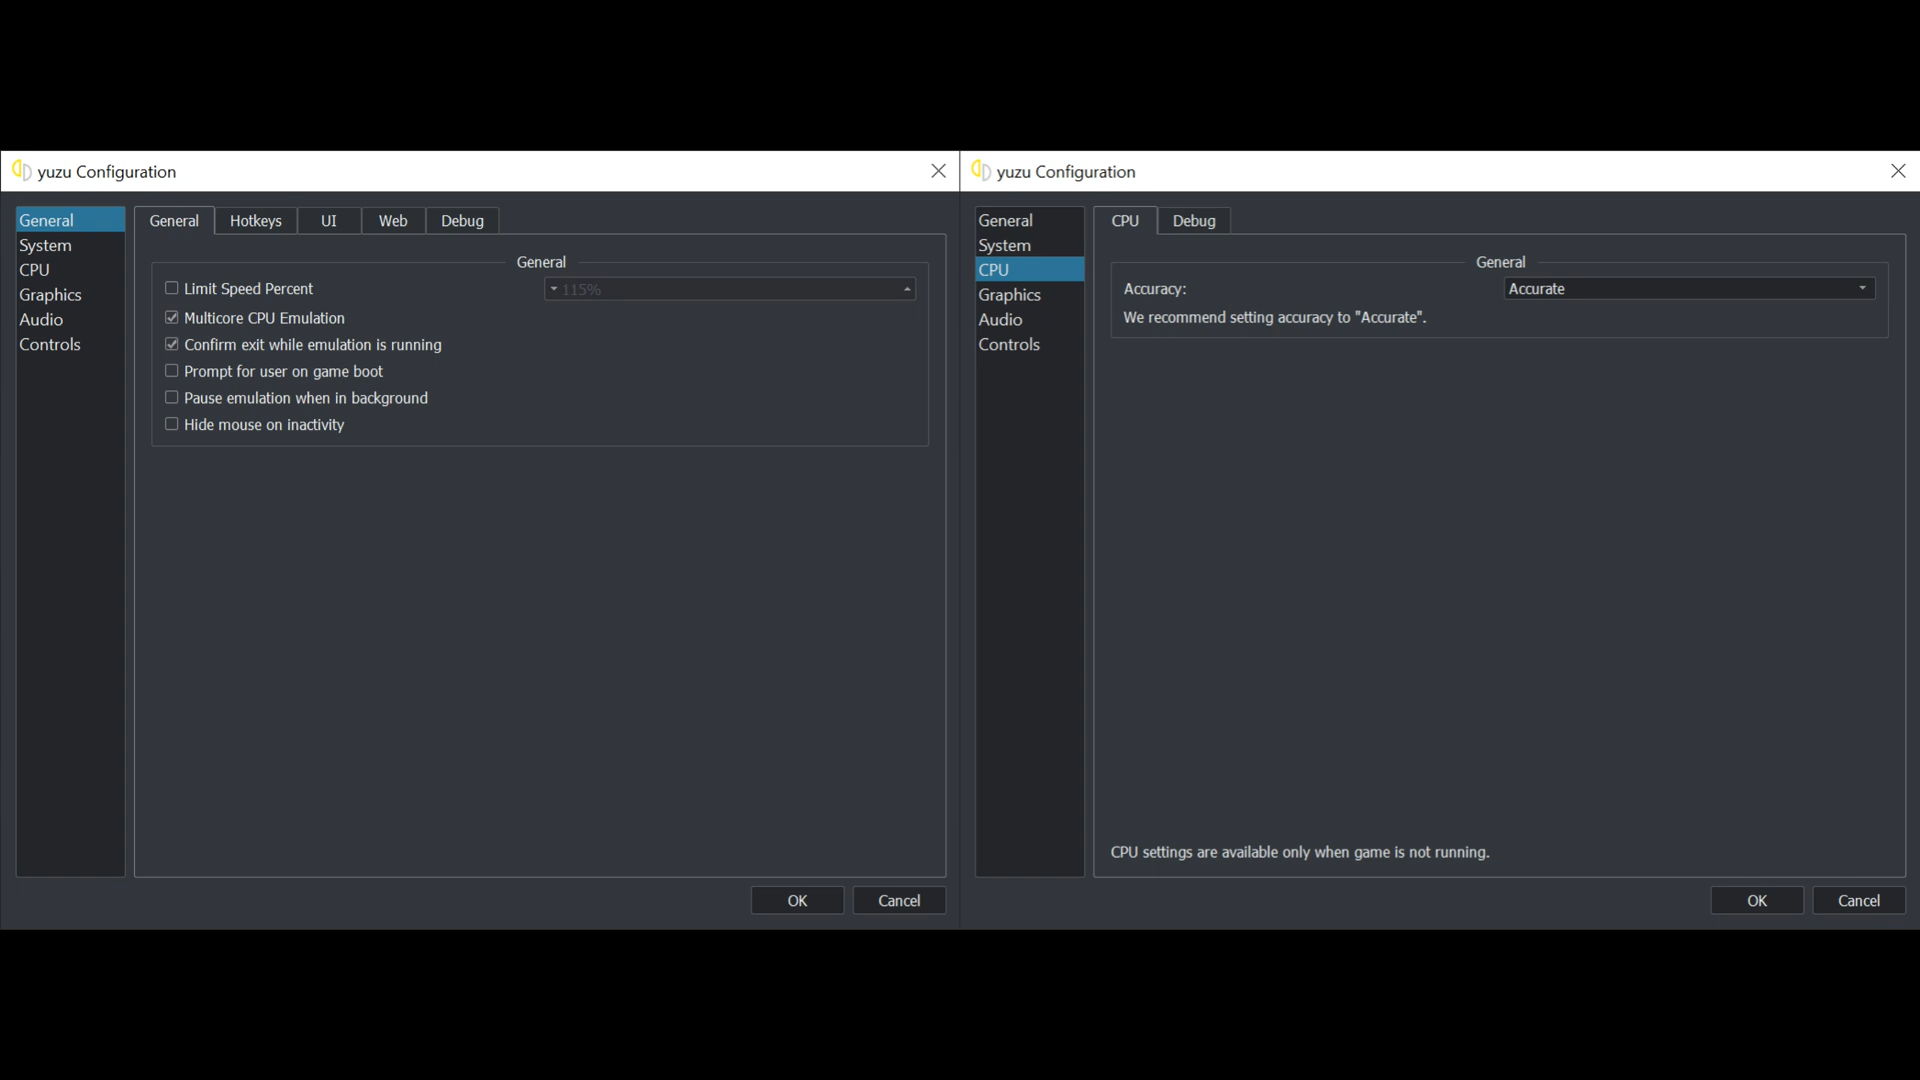 yuzu Configuration
General
System
CPU
Graphics
Audio
Controls
General Hotkeys UI Web Debug
General
Limit Speed Percent 115%
Multicore CPU Emulation
Confirm exit while emulation is running
Prompt for user on game boot
Pause emulation when in background
Hide mouse on inactivity
OK Cancel
yuzu Configuration
General
System
CPU
Graphics
Audio
Controls
CPU Debug
General
Accuracy: Accurate
We recommend setting accuracy to "Accurate".
CPU settings are available only when game is not running.
OK Cancel